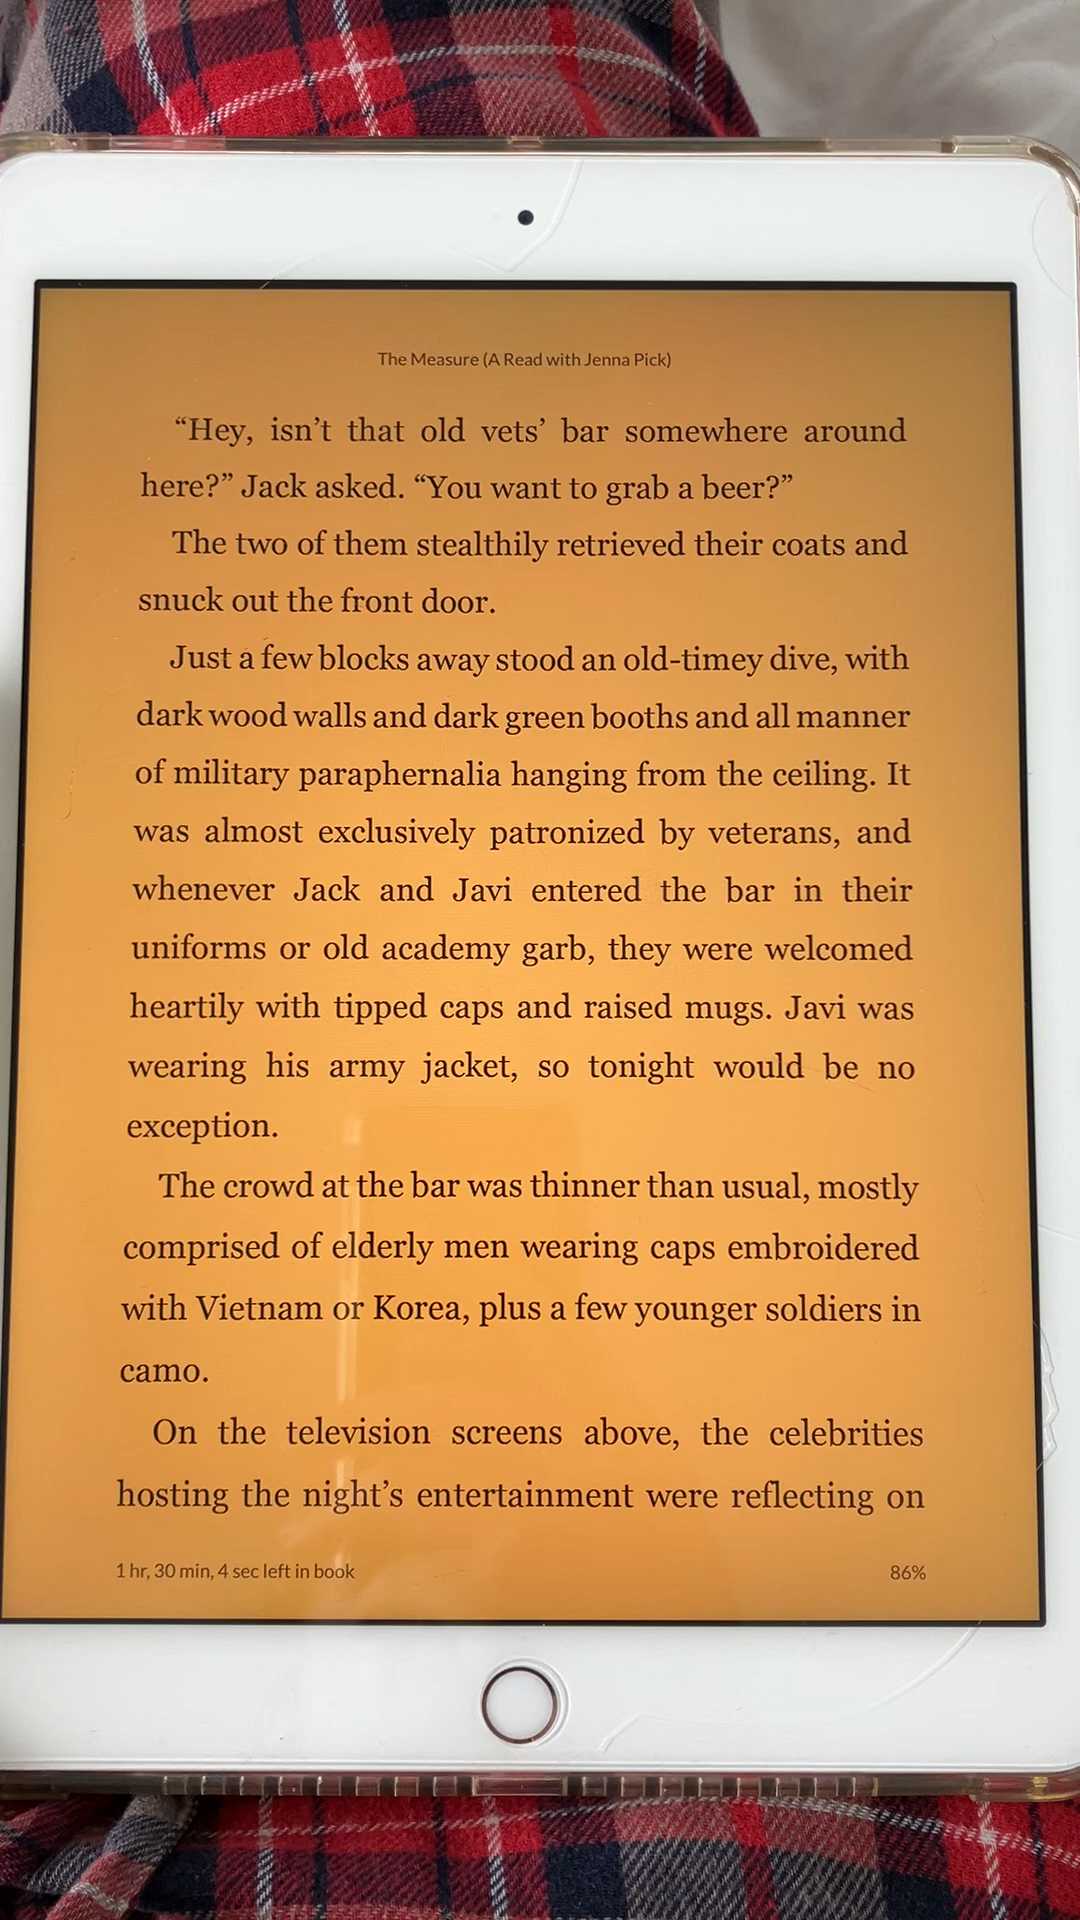 The Measure (A Read with Jenna Pick)
“Hey, isn’t that old vets’ bar somewhere around
here?” Jack asked. “You want to grab a beer?”
The two of them stealthily retrieved their coats and
snuck out the front door.
Just a few blocks away stood an old-timey dive, with
dark wood walls and dark green booths and all manner
of military paraphernalia hanging from the ceiling. It
was almost exclusively patronized by veterans, and
whenever Jack and Javi entered the bar in their
uniforms or old academy garb, they were welcomed
heartily with tipped caps and raised mugs. Javi was
wearing his army jacket, so tonight would be no
exception.
The crowd at the bar was thinner than usual, mostly
comprised of elderly men wearing caps embroidered
with Vietnam or Korea, plus a few younger soldiers in
camo.
On the television screens above, the celebrities
hosting the night’s entertainment were reflecting on
1 hr, 30 min, 4 sec left in book
86%